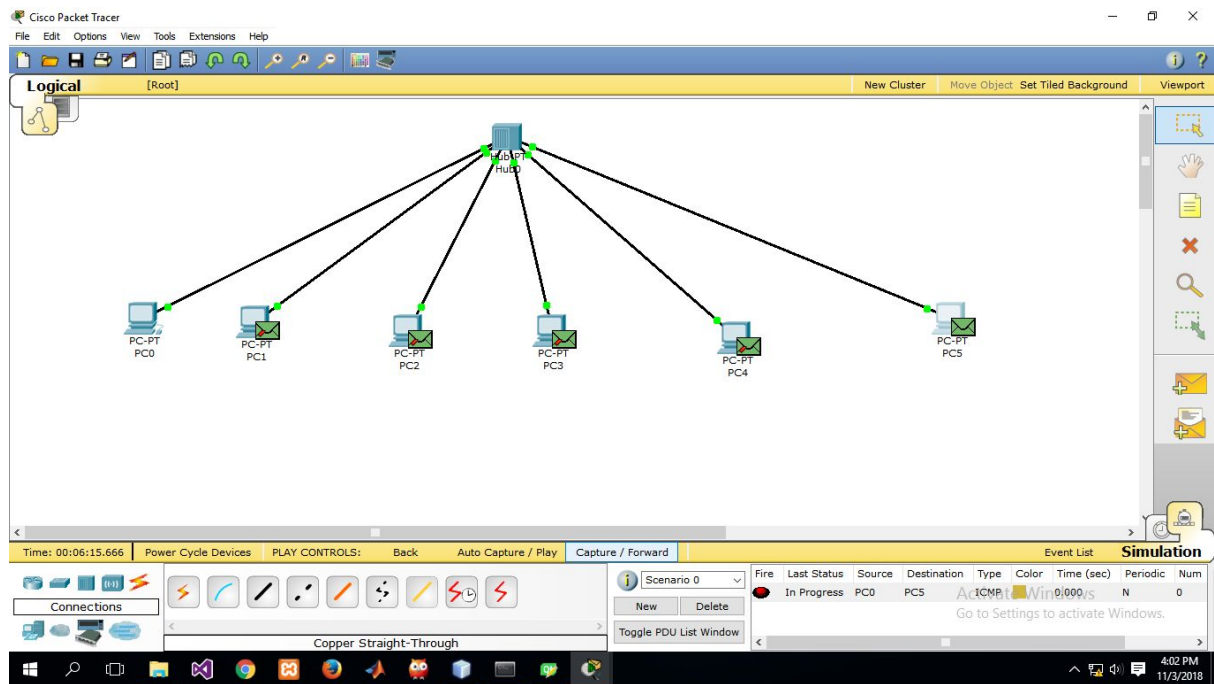 Cisco Packet Tracer
File Edit Options View Tools Extensions Help
Logical [Root] New Cluster Move Object Set Tiled Background Viewport
Hub-PT
Hub0
PC-PT
PC0
PC-PT
PC1
PC-PT
PC2
PC-PT
PC3
PC-PT
PC4
PC-PT
PC5
Time: 00:06:15.666 Power Cycle Devices PLAY CONTROLS: Back Auto Capture / Play Capture / Forward Event List Simulation
Connections
Copper Straight-Through
Scenario 0
New Delete
Toggle PDU List Window
Fire Last Status Source Destination Type Color Time (sec) Periodic Num
In Progress PC0 PC5 ICMP 0.000 N 0
Activate Windows
Go to Settings to activate Windows.
4:02 PM
11/3/2018